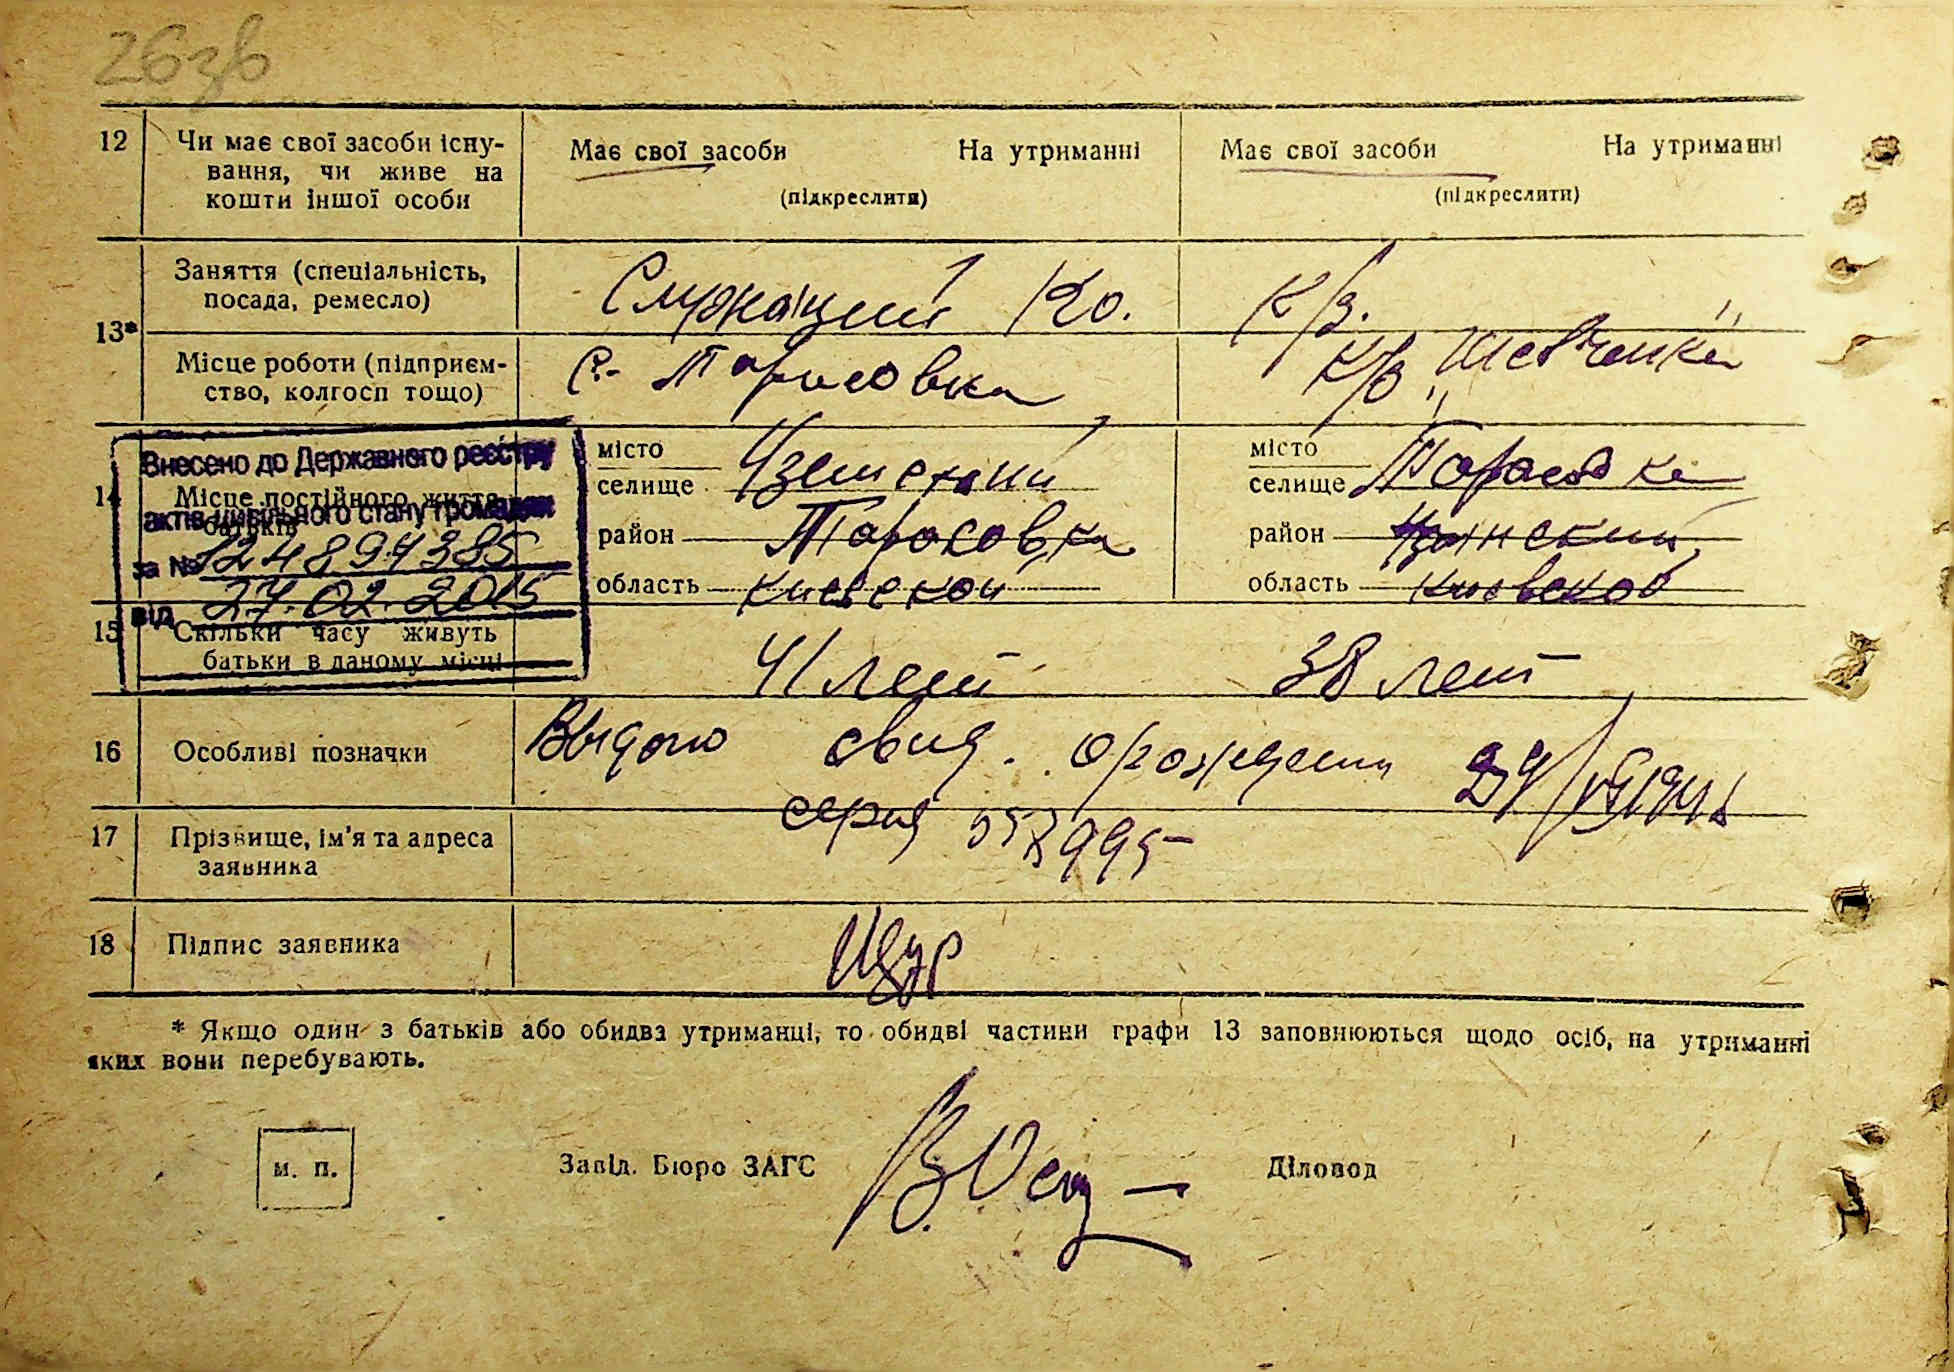 26зв
12 Чи має свої засоби існу-
вання, чи живе на
кошти іншої особи
Має свої засоби На утриманні
(підкреслити)
Має свої засоби На утриманні
(підкреслити)
13*
Заняття (спеціальність,
посада, ремесло)
Служащий
К/з.
Місце роботи (підприєм-
ство, колгосп тощо)
с. Тарасовка
К/з "Шевченка"
14 Місце постійного життя
батьків
місто
селище
район Тарасовка
область Киевской
місто
селище Тарасовка
район
область Киевской
Внесено до Державного реєстру
актів цивільного стану громадян
за №
від 27.02.2015
15 Скільки часу живуть
батьки в даному місці
41 лет
38 лет
16 Особливі позначки
Выдано свид. о рождении
серия
17 Прізвище, ім'я та адреса
заявника
18 Підпис заявника
Щур
* Якщо один з батьків або обидва утриманці, то обидві частини графи 13 заповнюються щодо осіб, на утриманні
яких вони перебувають.
м. п.
Завід. Бюро ЗАГС
Діловод